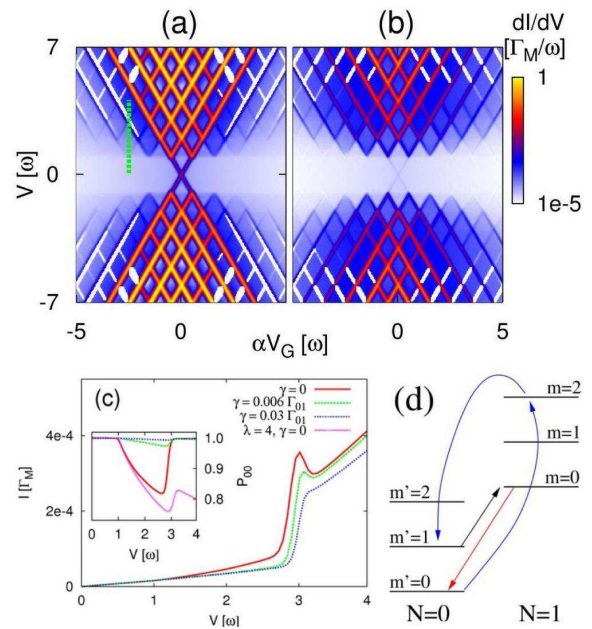 (a)
(b)
dI/dV
[Γ_M/ω]
7
V [ω]
0
-7
1
1e-5
-5
0
5
0
5
αV_G [ω]
(c)
γ=0
γ=0.006 Γ_01
γ=0.03 Γ_01
λ=4, γ=0
4e-4
2e-4
0
I [Γ_M]
0
1
2
3
4
V [ω]
1.0
0.9
0.8
P_00
0
1
2
3
4
V [ω]
(d)
m=2
m=1
m=0
m'=2
m'=1
m'=0
N=0
N=1